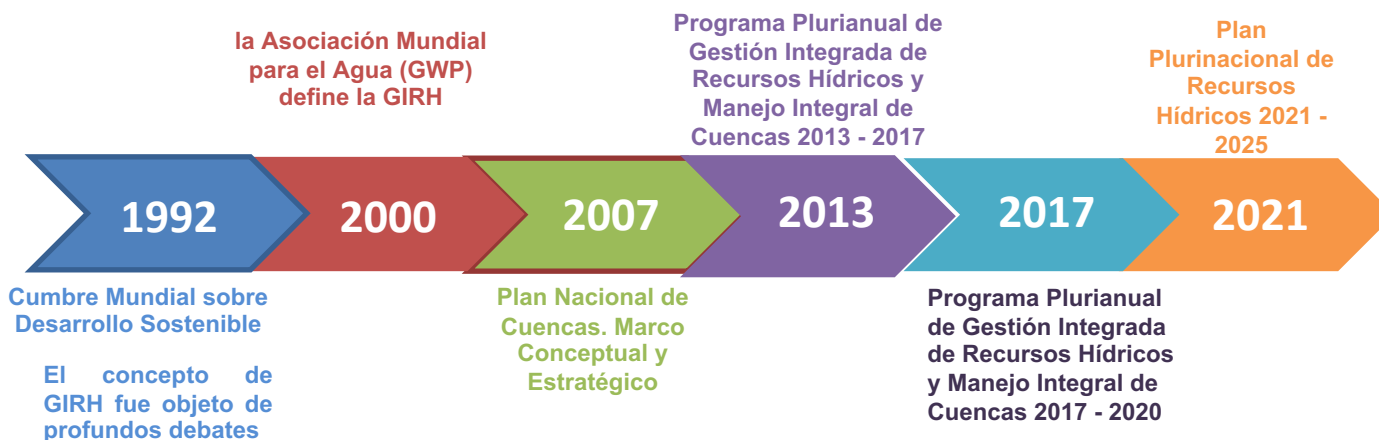 la Asociación Mundial
para el Agua (GWP)
define la GIRH
Programa Plurianual de
Gestión Integrada de
Recursos Hídricos y
Manejo Integral de
Cuencas 2013 - 2017
Plan
Plurinacional de
Recursos
Hídricos 2021 -
2025
1992
2000
2007
2013
2017
2021
Cumbre Mundial sobre
Desarrollo Sostenible
El concepto de
GIRH fue objeto de
profundos debates
Plan Nacional de
Cuencas. Marco
Conceptual y
Estratégico
Programa Plurianual
de Gestión Integrada
de Recursos Hídricos
y Manejo Integral de
Cuencas 2017 - 2020